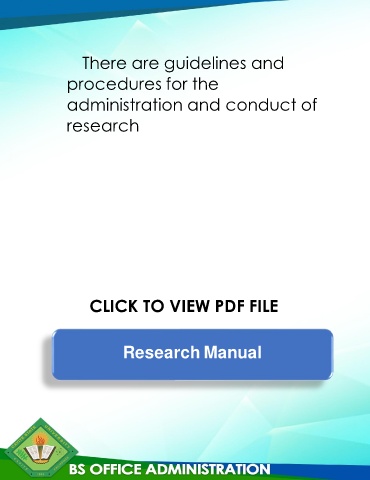 There are guidelines and
procedures for the
administration and conduct of
research
CLICK TO VIEW PDF FILE
Research Manual
BS OFFICE ADMINISTRATION